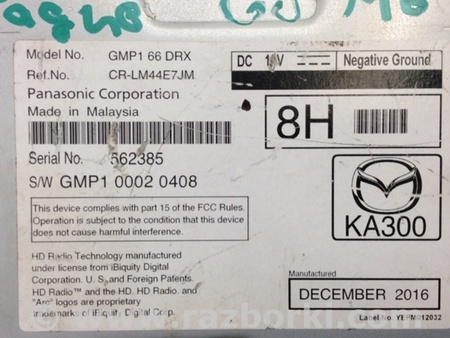 Model No. GMP1 66 DRX
Ref.No. CR-LM44E7JM
Panasonic Corporation
Made in Malaysia
Serial No. 562385
S/W GMP1 0002 0408
This device complies with part 15 of the FCC Rules.
Operation is subject to the condition that this device
does not cause harmful interference.
HD Radio Technology manufactured
under license from iBiquity Digital
Corporation. U. S. and Foreign Patents.
HD Radio™ and the HD. HD Radio. and
"Arc" logos are proprietary
trademarks of iBiquity Digital Corp.
DC 1 V Negative Ground
8H
KA300
Manufactured
DECEMBER 2016
Label No. YERM012032